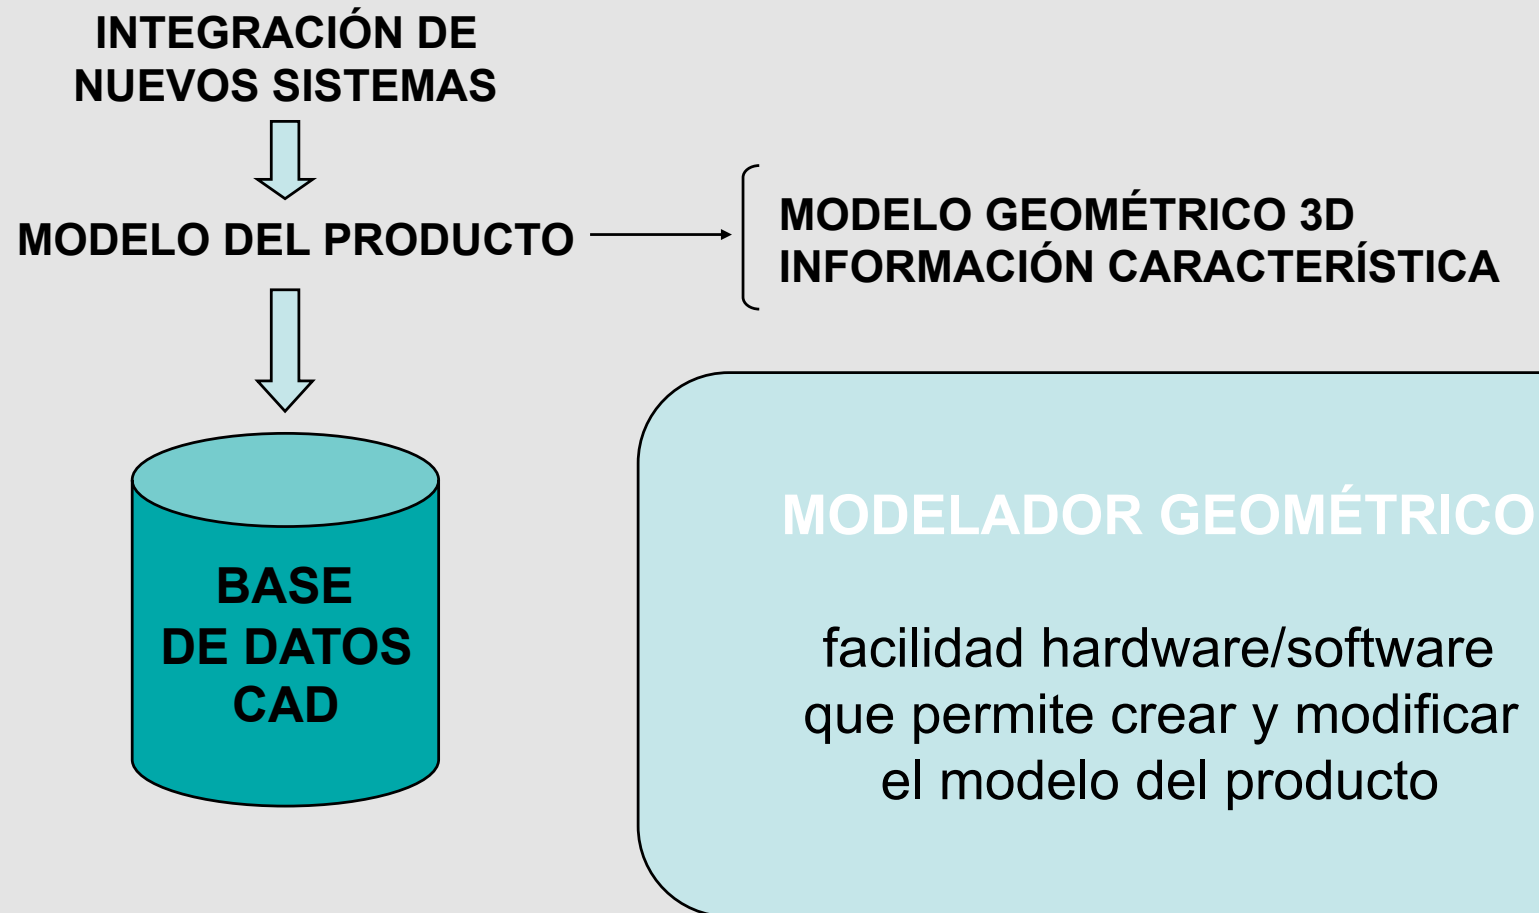 INTEGRACIÓN DE
NUEVOS SISTEMAS
MODELO DEL PRODUCTO
MODELO GEOMÉTRICO 3D
INFORMACIÓN CARACTERÍSTICA
BASE
DE DATOS
CAD
MODELADOR GEOMÉTRICO
facilidad hardware/software
que permite crear y modificar
el modelo del producto